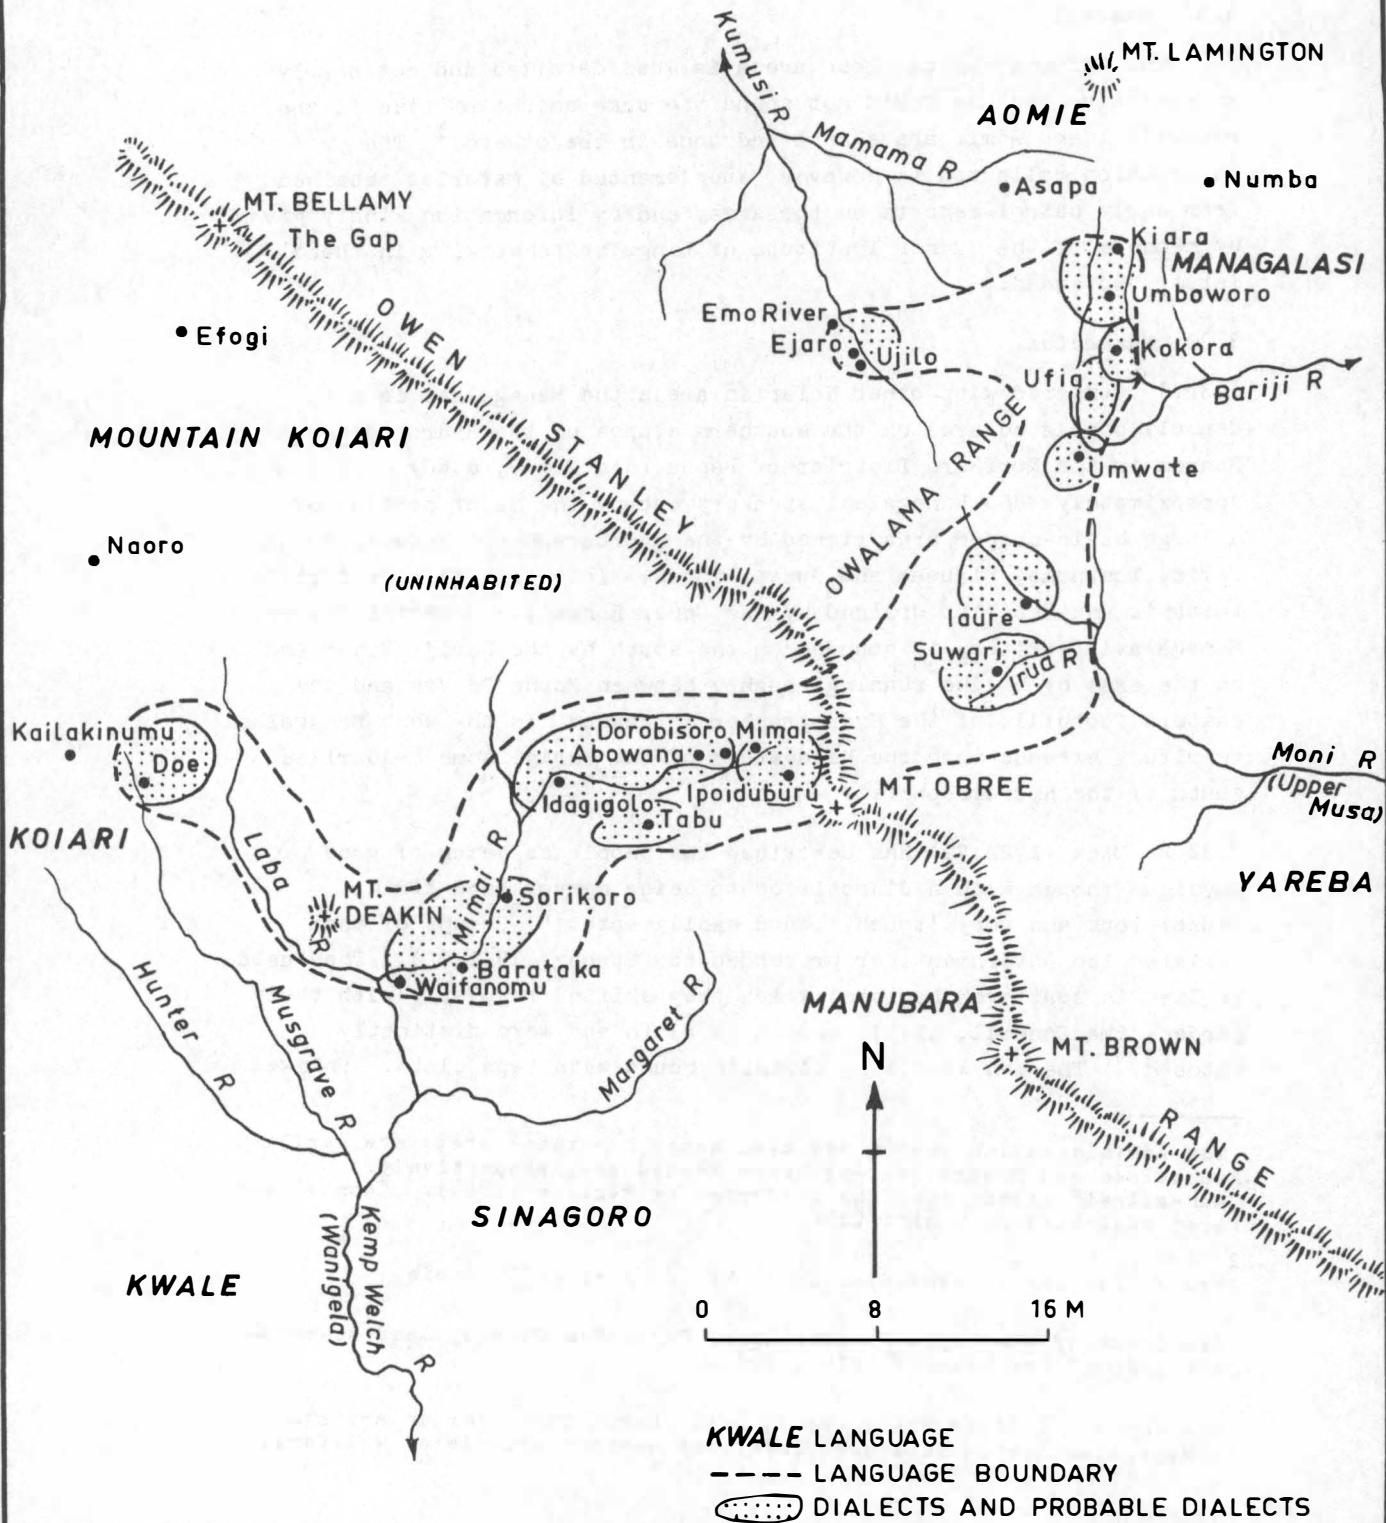 Kumusi R
MT. LAMINGTON
AOMIE
Mamama R
Asapa
Numba
MT. BELLAMY
The Gap
Kiara
MANAGALASI
Umboworo
OWEN STANLEY
Efogi
Emo River
Ejaro
Ujilo
Kokora
Ufia
Bariji R
MOUNTAIN KOIARI
OWALAMA RANGE
Umwate
Naoro
(UNINHABITED)
Iaure
Suwari
Irua R
Kailakinumu
Doe
Dorobisoro
Mimai
Abowana
Moni R
(Upper
Musa)
MT. OBREE
Idagigolo
Ipoiduburu
Tabu
KOIARI
Laba
R
Mimai R
YAREBA
MT.
DEAKIN
Sorikoro
Barataka
Waifanomu
Hunter R
Musgrave R
Margaret R
MANUBARA
N
MT. BROWN
RANGE
SINAGORO
KWALE
Kemp Welch R
(Wanigela)
0 8 16 M
KWALE LANGUAGE
LANGUAGE BOUNDARY
DIALECTS AND PROBABLE DIALECTS